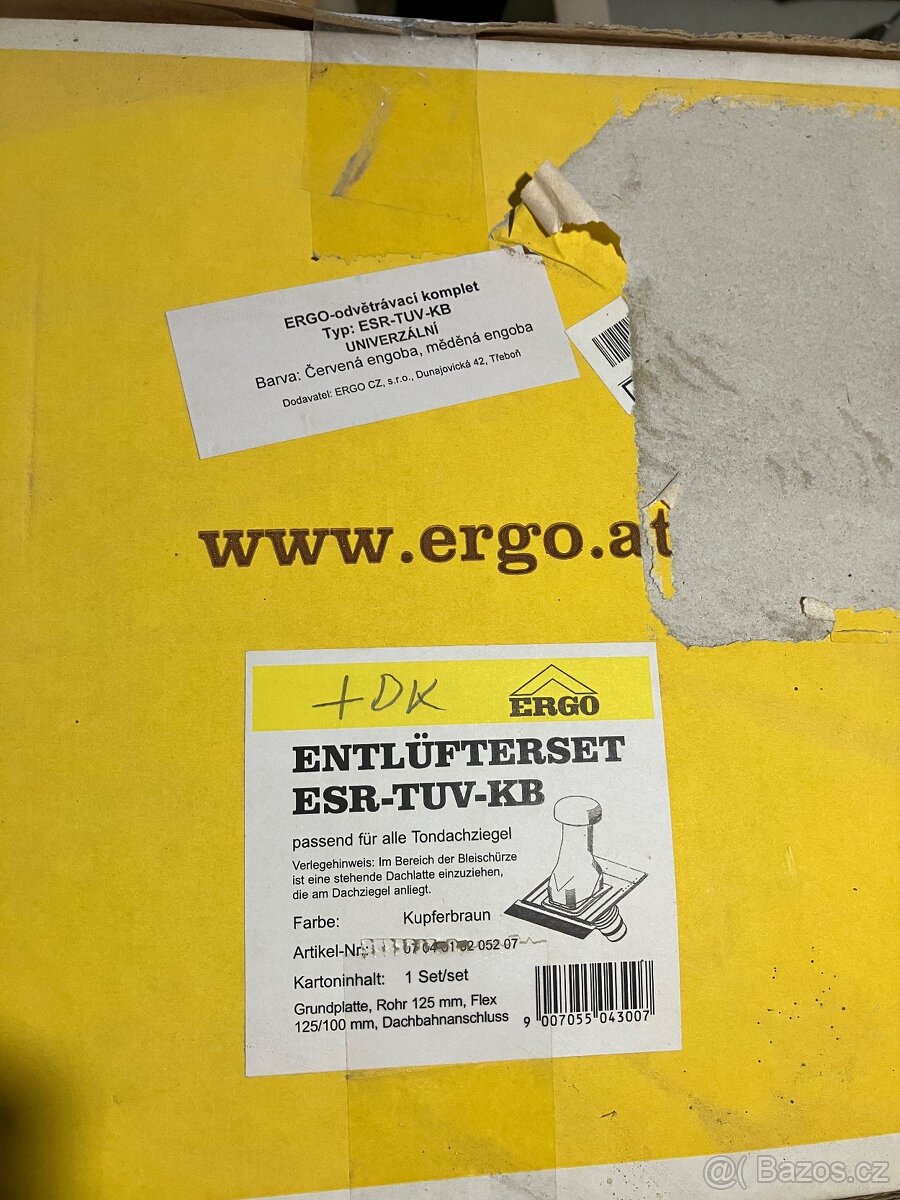 ERGO-odvětrávací komplet
Typ: ESR-TUV-KB
UNIVERZÁLNÍ
Barva: Červená engoba, měděná engoba
Dodavatel: ERGO CZ, s.r.o., Dunajovická 42, Třeboň
www.ergo.at
+DK
ERGO
ENTLÜFTERSET
ESR-TUV-KB
passend für alle Tondachziegel
Verlegehinweis: Im Bereich der Bleischürze
ist eine stehende Dachlatte einzuziehen,
die am Dachziegel anliegt.
Farbe: Kupferbraun
Artikel-Nr.: 052 07
Kartoninhalt: 1 Set/set
Grundplatte, Rohr 125 mm, Flex
125/100 mm, Dachbahnanschluss
9 007055 043007
@( Bazos.cz